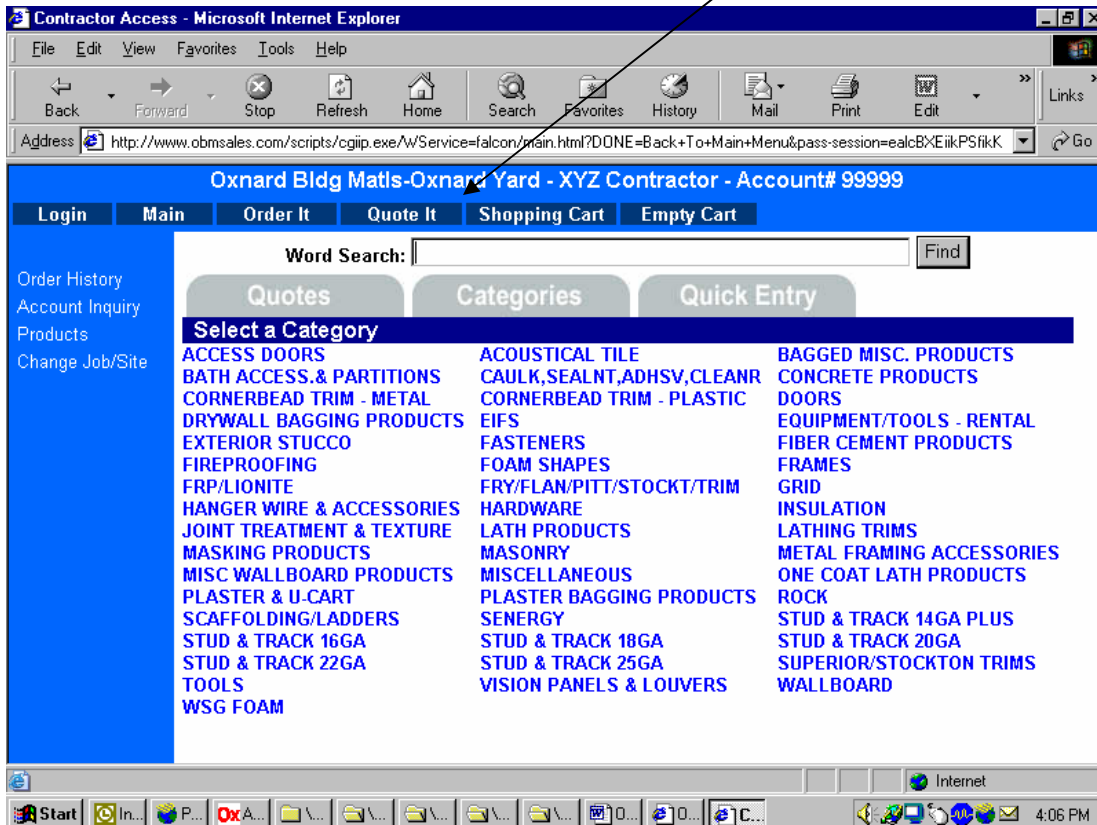 Contractor Access - Microsoft Internet Explorer
File Edit View Favorites Tools Help
Back Forward Stop Refresh Home Search Favorites History Mail Print Edit » Links »
Address http://www.obmsales.com/scripts/cgiip.exe/WService=falcon/main.html?DONE=Back+To+Main+Menu&pass-session=ealcBXEiikPSfikK Go
Oxnard Bldg Matls-Oxnard Yard - XYZ Contractor - Account# 99999
Login Main Order It Quote It Shopping Cart Empty Cart
Word Search: Find
Order History
Account Inquiry
Products
Change Job/Site
Quotes Categories Quick Entry
Select a Category
ACCESS DOORS ACOUSTICAL TILE BAGGED MISC. PRODUCTS
BATH ACCESS.& PARTITIONS CAULK,SEALNT,ADHSV,CLEANR CONCRETE PRODUCTS
CORNERBEAD TRIM - METAL CORNERBEAD TRIM - PLASTIC DOORS
DRYWALL BAGGING PRODUCTS EIFS EQUIPMENT/TOOLS - RENTAL
EXTERIOR STUCCO FASTENERS FIBER CEMENT PRODUCTS
FIREPROOFING FOAM SHAPES FRAMES
FRP/LIONITE FRY/FLAN/PITT/STOCKT/TRIM GRID
HANGER WIRE & ACCESSORIES HARDWARE INSULATION
JOINT TREATMENT & TEXTURE LATH PRODUCTS LATHING TRIMS
MASKING PRODUCTS MASONRY METAL FRAMING ACCESSORIES
MISC WALLBOARD PRODUCTS MISCELLANEOUS ONE COAT LATH PRODUCTS
PLASTER & U-CART PLASTER BAGGING PRODUCTS ROCK
SCAFFOLDING/LADDERS SENERGY STUD & TRACK 14GA PLUS
STUD & TRACK 16GA STUD & TRACK 18GA STUD & TRACK 20GA
STUD & TRACK 22GA STUD & TRACK 25GA SUPERIOR/STOCKTON TRIMS
TOOLS VISION PANELS & LOUVERS WALLBOARD
WSG FOAM
Internet
Start In... P... Ox A... \... \... \... \... \... O... O... C... 4:06 PM